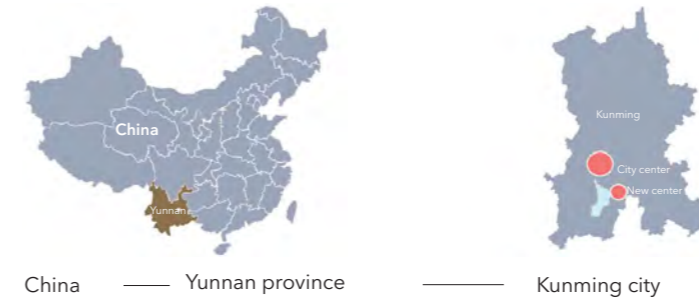 China
Yunnan
Kunming
City center
New center
China
Yunnan province
Kunming city